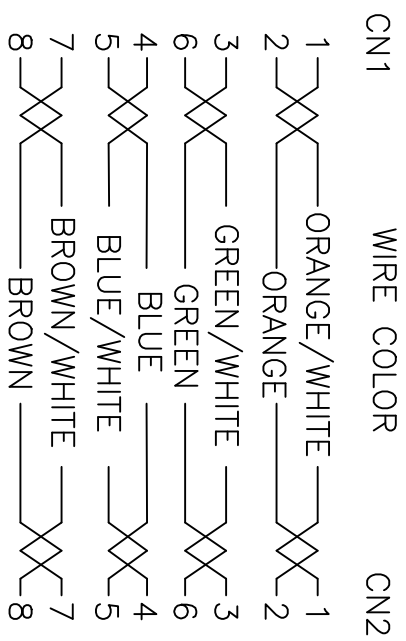 CN1 WIRE COLOR CN2
1 ORANGE/WHITE 1
2 ORANGE 2
3 GREEN/WHITE 3
6 GREEN 6
4 BLUE 4
5 BLUE/WHITE 5
7 BROWN/WHITE 7
8 BROWN 8